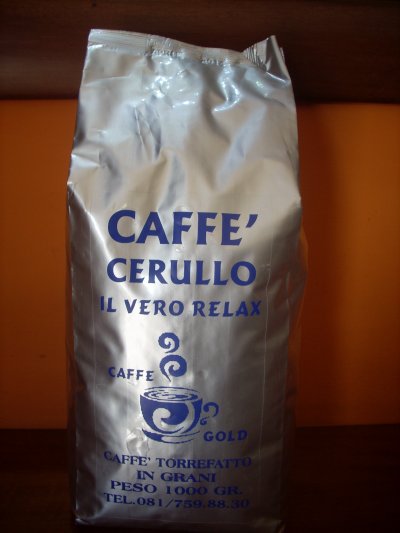 CAFFE'
CERULLO
IL VERO RELAX
CAFFE
GOLD
CAFFE' TORREFATTO
IN GRANI
PESO 1000 GR.
TEL.081/759.88.30